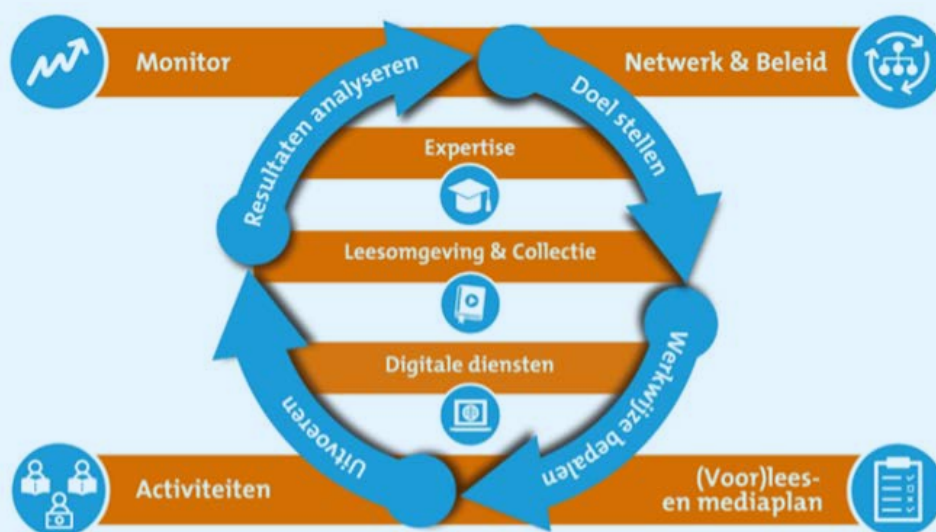 Monitor
Netwerk & Beleid
Resultaten analyseren
Doel stellen
Expertise
Leesomgeving & Collectie
Digitale diensten
Werkwijze bepalen
Uitvoeren
Activiteiten
(Voor)lees-
en mediaplan